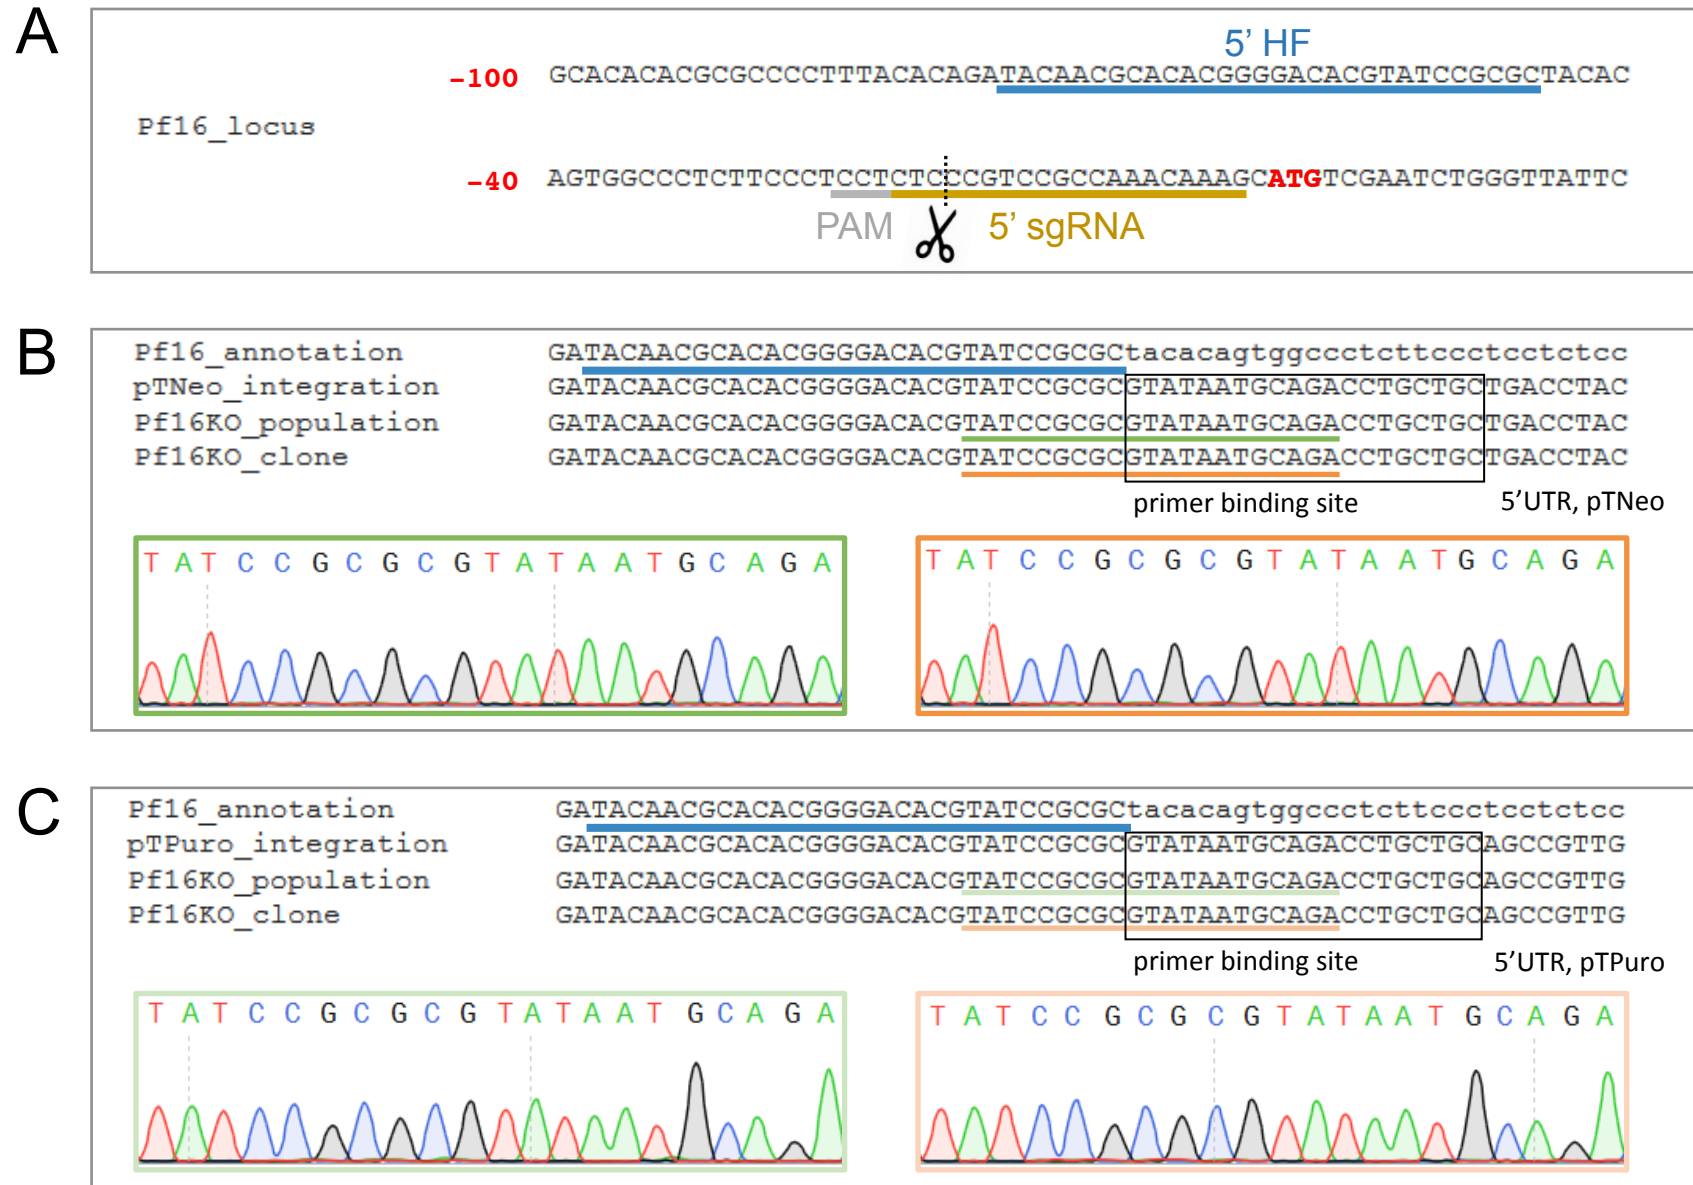 A
5’ HF
-100 GCACACACGCGCCCCTTTACACAGATACAACGCACACGGGGACACGTATCCGCGCTACAC
Pf16_locus
-40 AGTGGCCCTCTTCCCTCCTCTCCCCGTCCGCCAAACAAAGCATGTCGAATCTGGGTTATTC
PAM 5’ sgRNA
B
Pf16_annotation GATACAACGCACACGGGGACACGTATCCGCGCtacacagtggccctcttccctcctctcc
pTNeo_integration GATACAACGCACACGGGGACACGTATCCGCGCGTATAATGCAGACCTGCTGCTGACCTAC
Pf16KO_population GATACAACGCACACGGGGACACGTATCCGCGCGTATAATGCAGACCTGCTGCTGACCTAC
Pf16KO_clone GATACAACGCACACGGGGACACGTATCCGCGCGTATAATGCAGACCTGCTGCTGACCTAC
primer binding site 5’UTR, pTNeo
T A T C C G C G C G T A T A A T G C A G A
T A T C C G C G C G T A T A A T G C A G A
C
Pf16_annotation GATACAACGCACACGGGGACACGTATCCGCGCtacacagtggccctcttccctcctctcc
pTPuro_integration GATACAACGCACACGGGGACACGTATCCGCGCGTATAATGCAGACCTGCTGCAGCCGTTG
Pf16KO_population GATACAACGCACACGGGGACACGTATCCGCGCGTATAATGCAGACCTGCTGCAGCCGTTG
Pf16KO_clone GATACAACGCACACGGGGACACGTATCCGCGCGTATAATGCAGACCTGCTGCAGCCGTTG
primer binding site 5’UTR, pTPuro
T A T C C G C G C G T A T A A T G C A G A
T A T C C G C G C G T A T A A T G C A G A